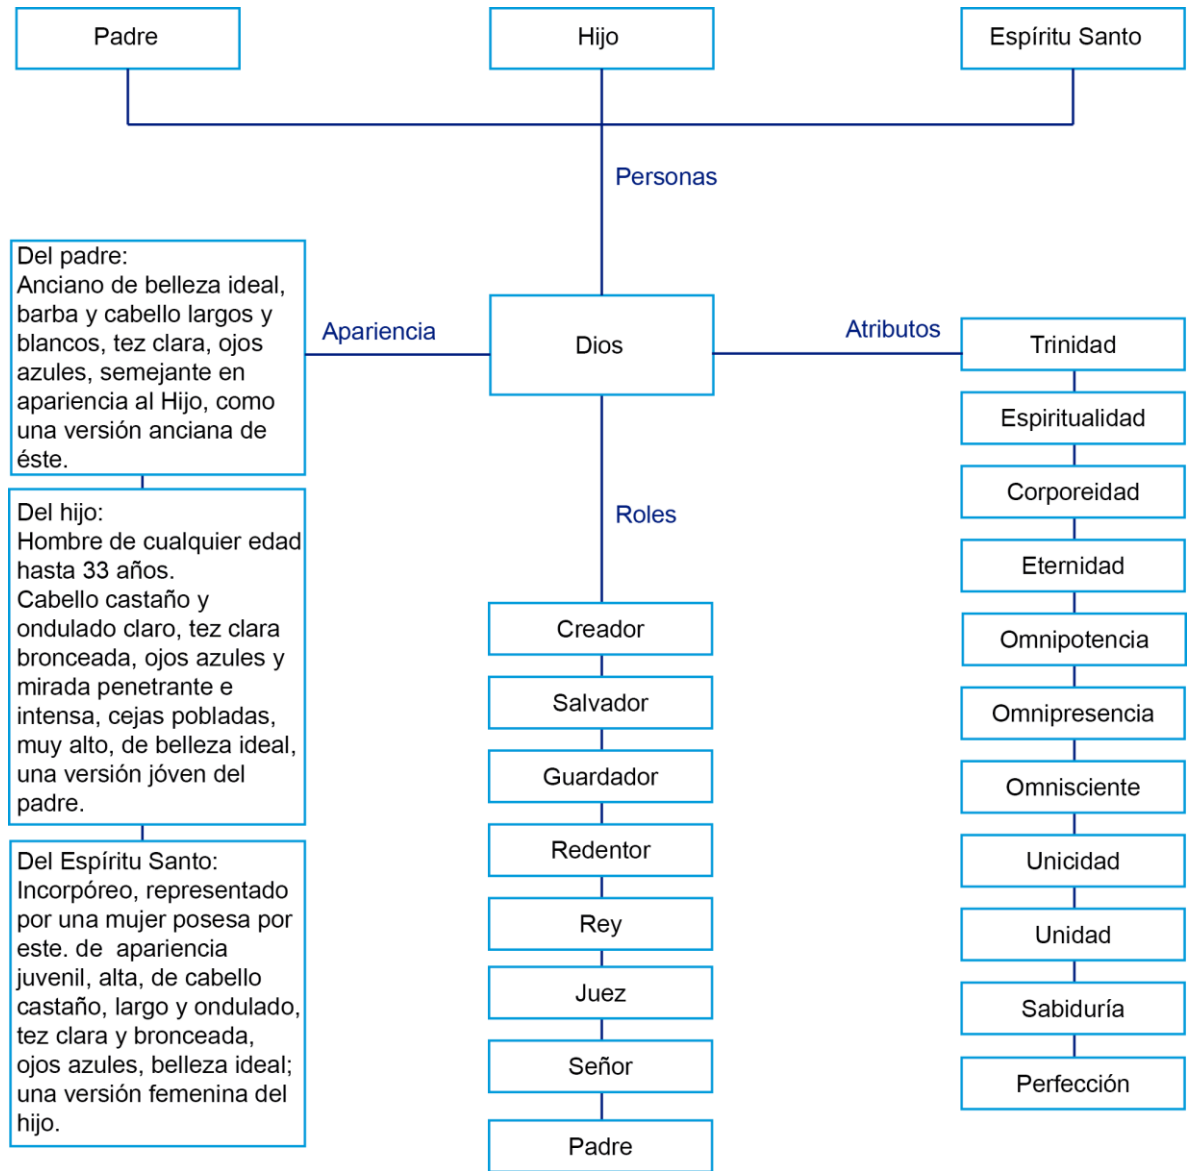 Padre
Hijo
Espíritu Santo
Personas
Del padre:
Anciano de belleza ideal,
barba y cabello largos y
blancos, tez clara, ojos
azules, semejante en
apariencia al Hijo, como
una versión anciana de
éste.
Del hijo:
Hombre de cualquier edad
hasta 33 años.
Cabello castaño y
ondulado claro, tez clara
bronceada, ojos azules y
mirada penetrante e
intensa, cejas pobladas,
muy alto, de belleza ideal,
una versión jóven del
padre.
Del Espíritu Santo:
Incorpóreo, representado
por una mujer posesa por
este. de apariencia
juvenil, alta, de cabello
castaño, largo y ondulado,
tez clara y bronceada,
ojos azules, belleza ideal;
una versión femenina del
hijo.
Apariencia
Dios
Roles
Creador
Salvador
Guardador
Redentor
Rey
Juez
Señor
Padre
Atributos
Trinidad
Espiritualidad
Corporeidad
Eternidad
Omnipotencia
Omnipresencia
Omnisciente
Unicidad
Unidad
Sabiduría
Perfección